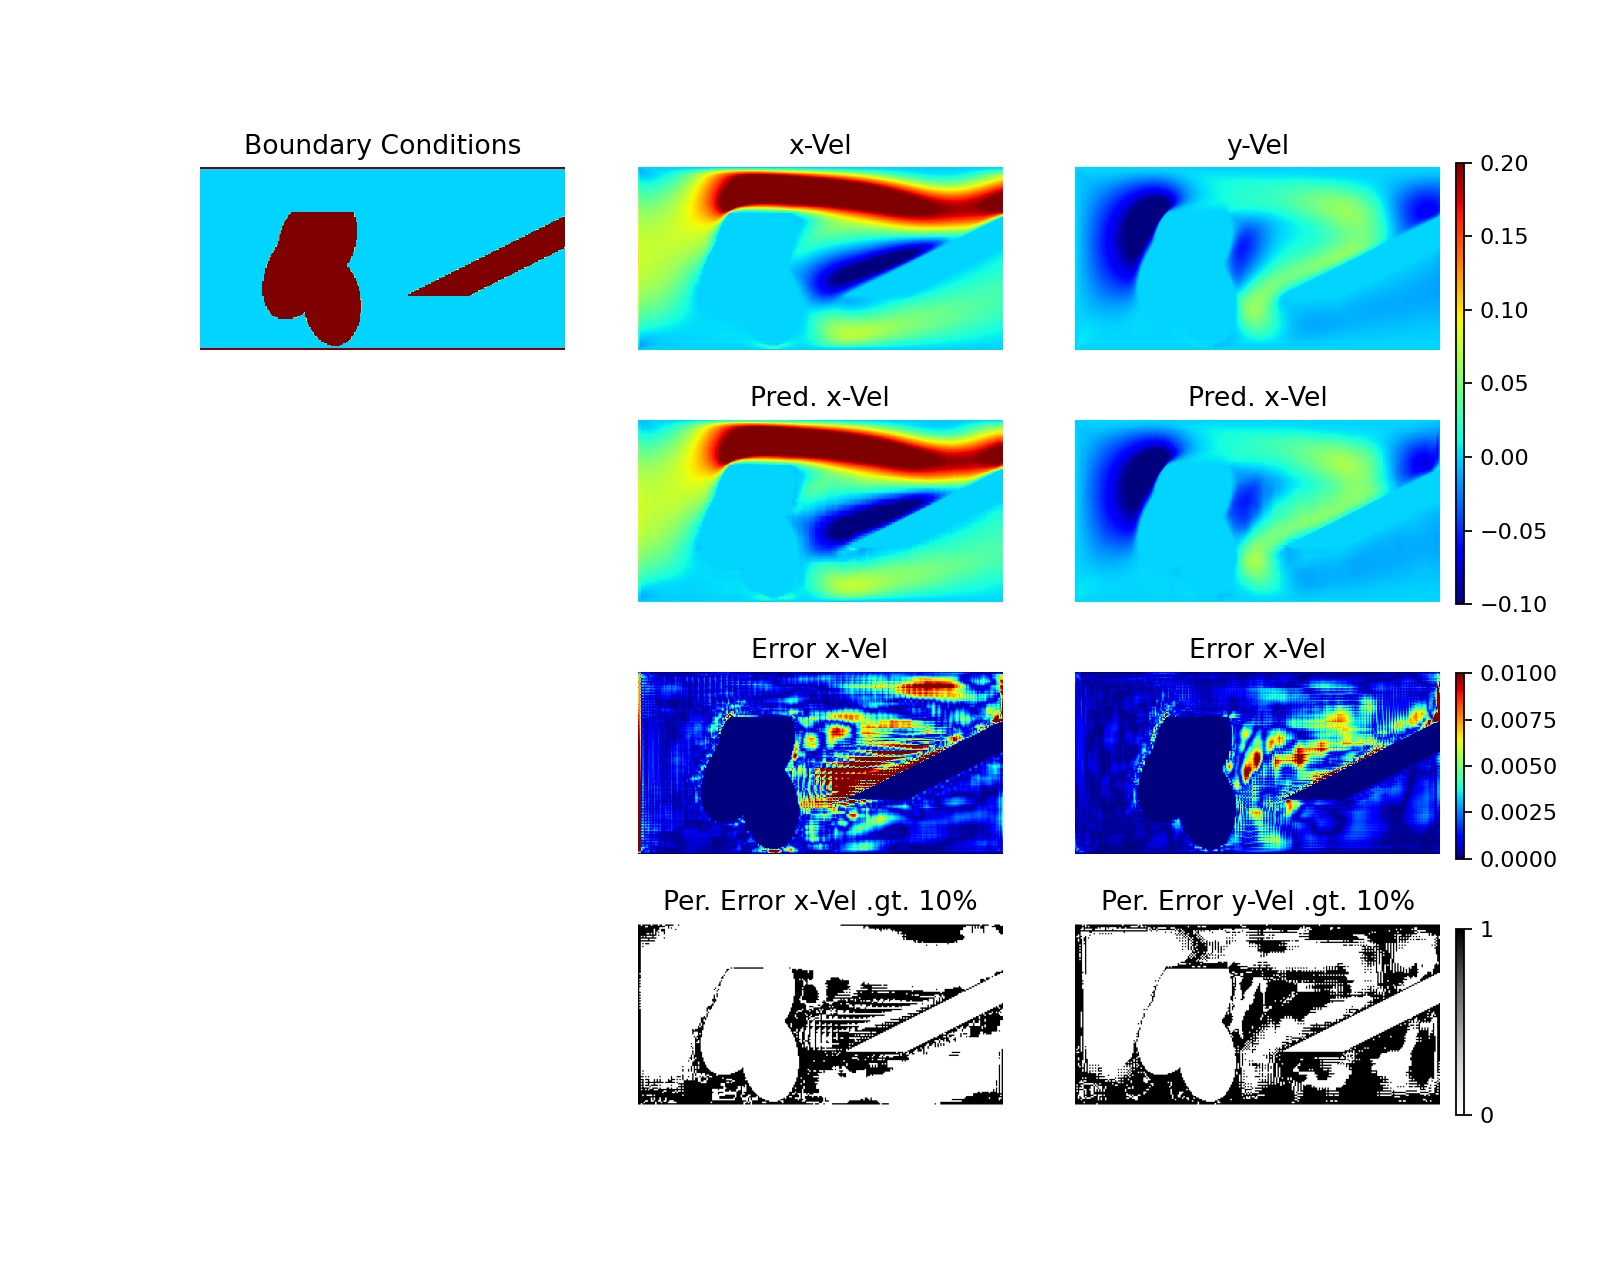 Boundary Conditions
x-Vel
y-Vel
0.20
0.15
0.10
0.05
0.00
−0.05
−0.10
Pred. x-Vel
Pred. x-Vel
Error x-Vel
Error x-Vel
0.0100
0.0075
0.0050
0.0025
0.0000
Per. Error x-Vel .gt. 10%
Per. Error y-Vel .gt. 10%
1
0